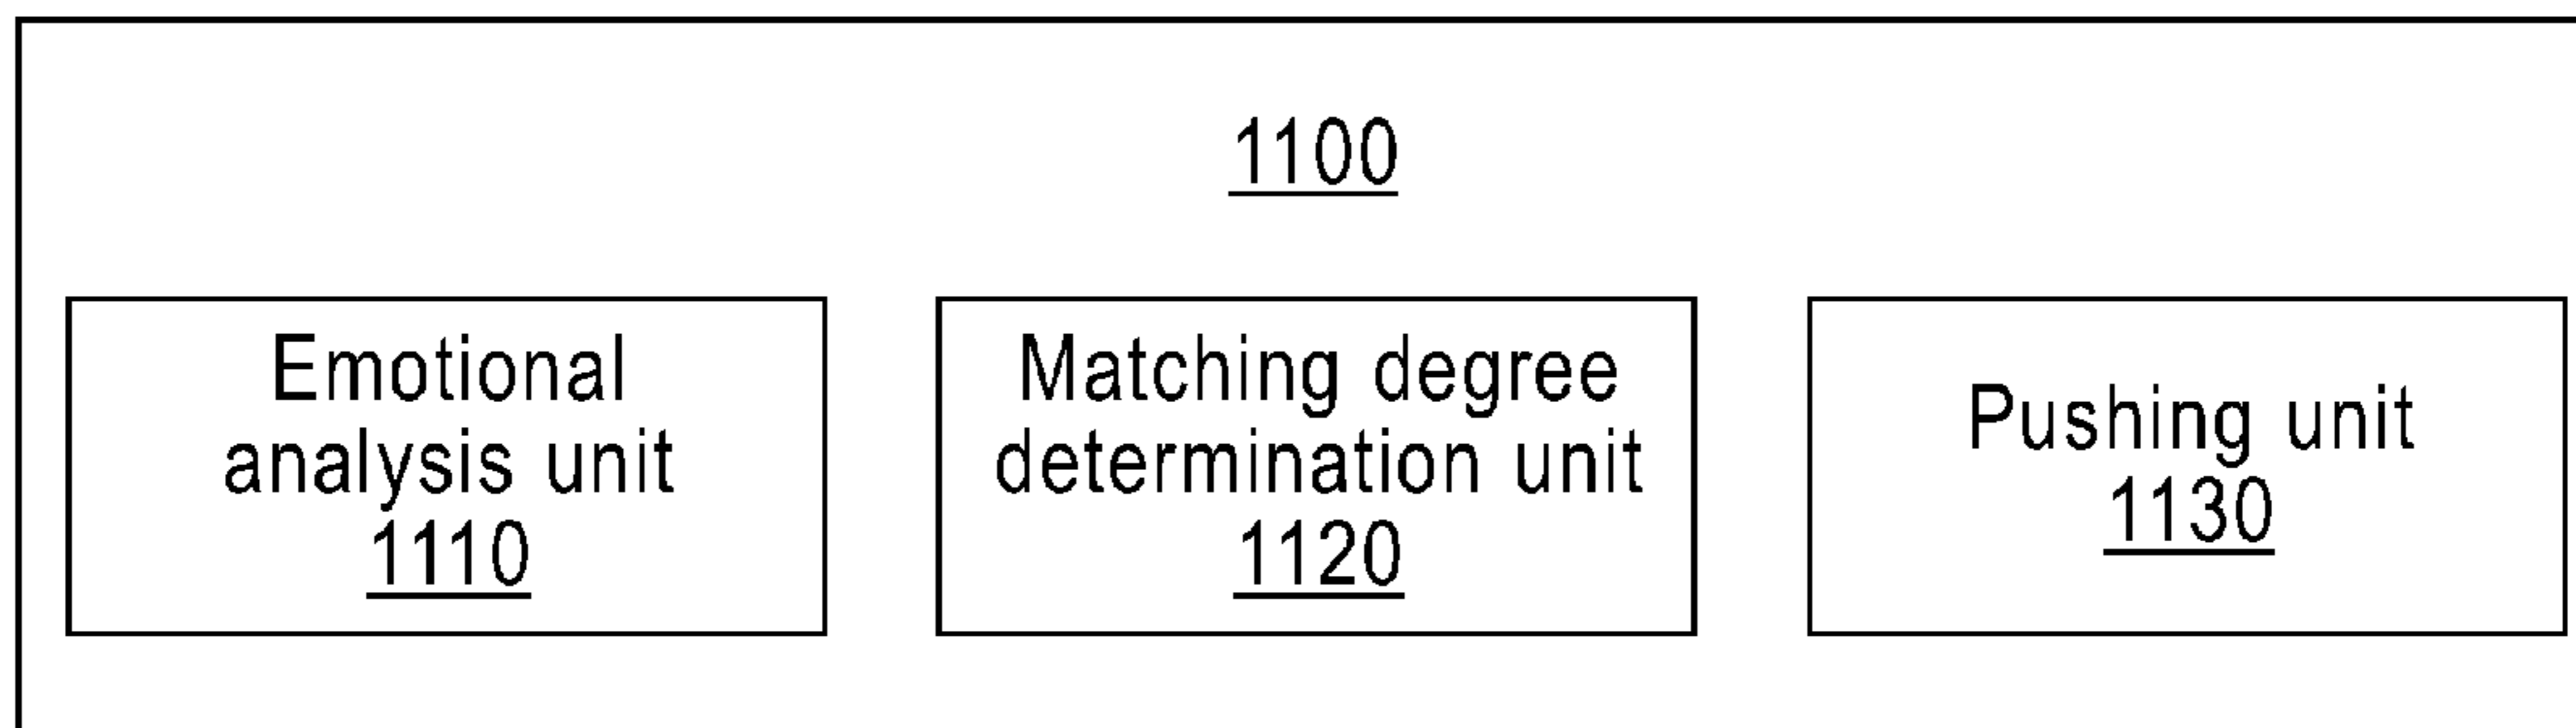 1100
Emotional
analysis unit
1110
Matching degree
determination unit
1120
Pushing unit
1130